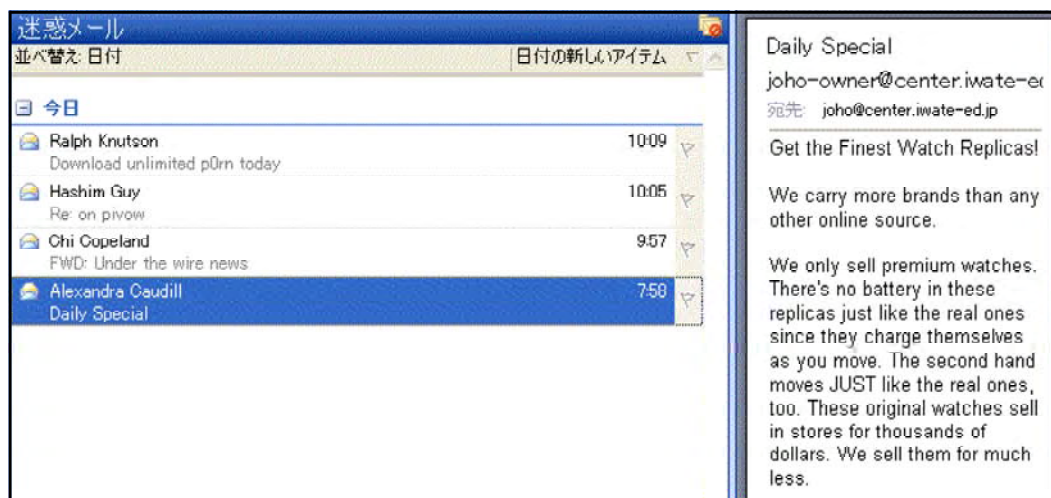 迷惑メール
並べ替え: 日付
日付の新しいアイテム
今日
Ralph Knutson 10:09
Download unlimited p0rn today
Hashim Guy 10:05
Re: on pivow
Chi Copeland 9:57
FWD: Under the wire news
Alexandra Caudill 7:58
Daily Special
Daily Special
joho-owner@center.iwate-e
宛先: joho@center.iwate-ed.jp
Get the Finest Watch Replicas!
We carry more brands than any
other online source.
We only sell premium watches.
There's no battery in these
replicas just like the real ones
since they charge themselves
as you move. The second hand
moves JUST like the real ones,
too. These original watches sell
in stores for thousands of
dollars. We sell them for much
less.